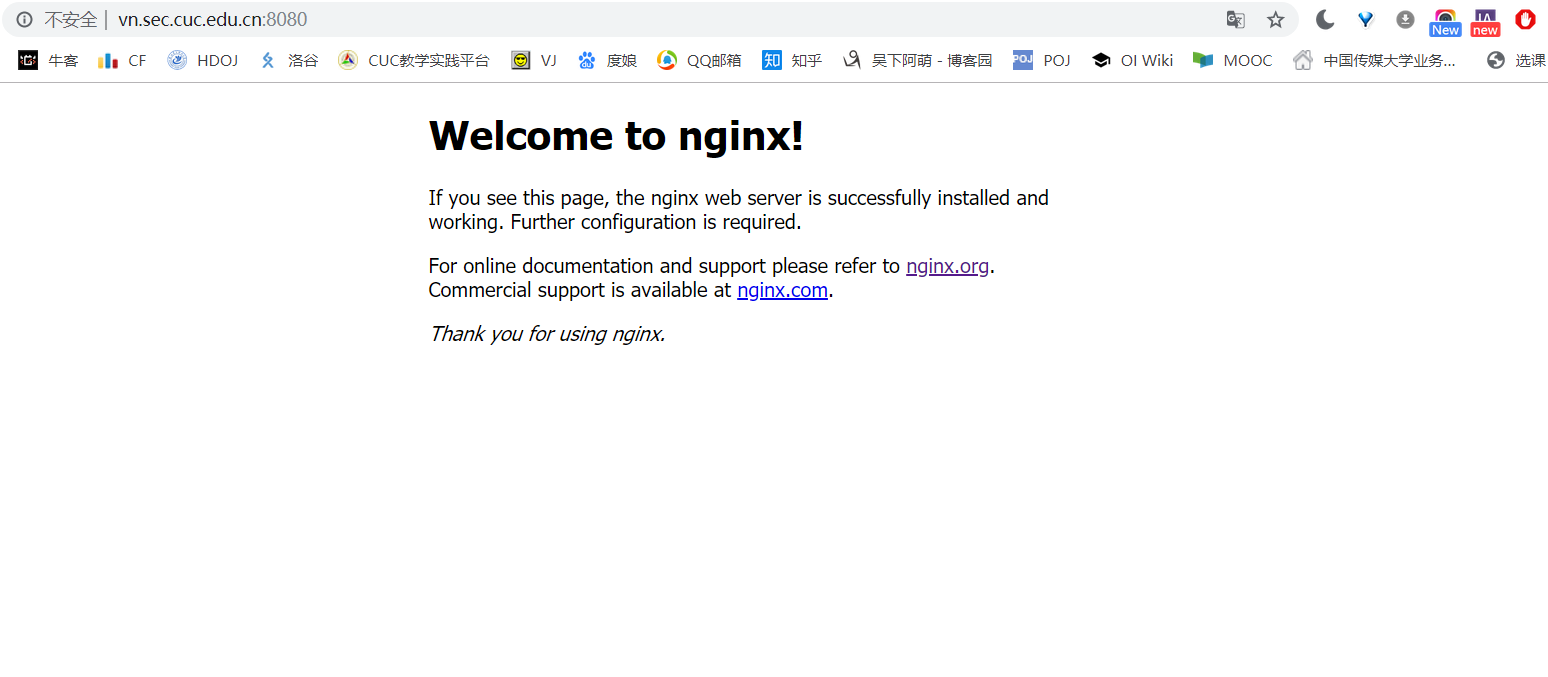 不安全 | vn.sec.cuc.edu.cn:8080
New new
牛客 CF HDOJ 洛谷 CUC教学实践平台 VJ 度娘 QQ邮箱 知 知乎 吴下阿萌 - 博客园 POJ POJ OI Wiki MOOC 中国传媒大学业务... 选课
Welcome to nginx!
If you see this page, the nginx web server is successfully installed and
working. Further configuration is required.
For online documentation and support please refer to nginx.org.
Commercial support is available at nginx.com.
Thank you for using nginx.